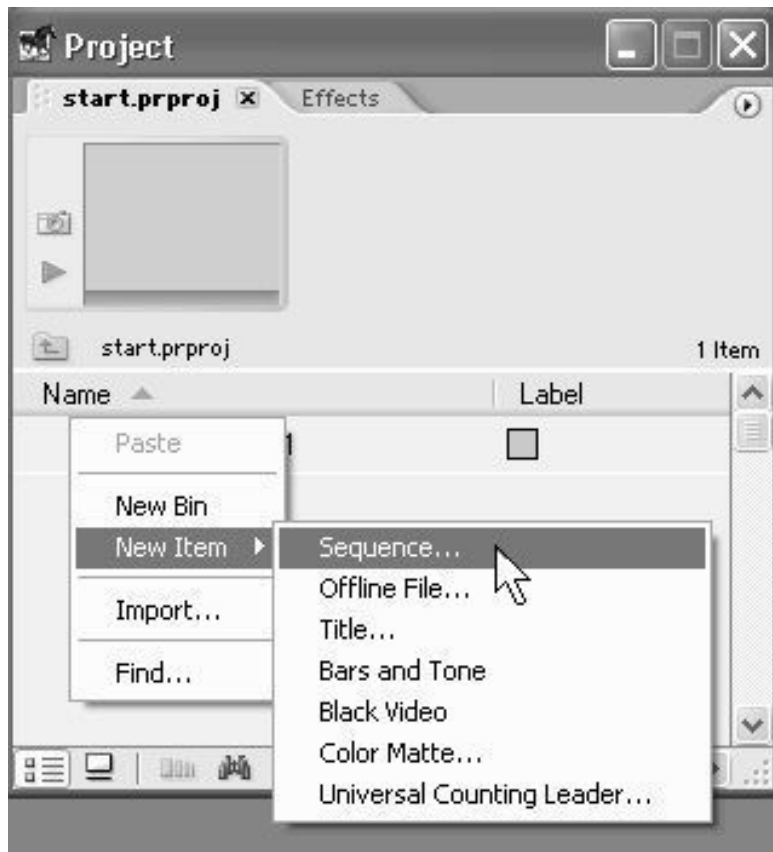 Project
start.prproj Effects
start.prproj 1 Item
Name Label
Paste
New Bin
New Item
Import...
Find...
Sequence...
Offline File...
Title...
Bars and Tone
Black Video
Color Matte...
Universal Counting Leader...